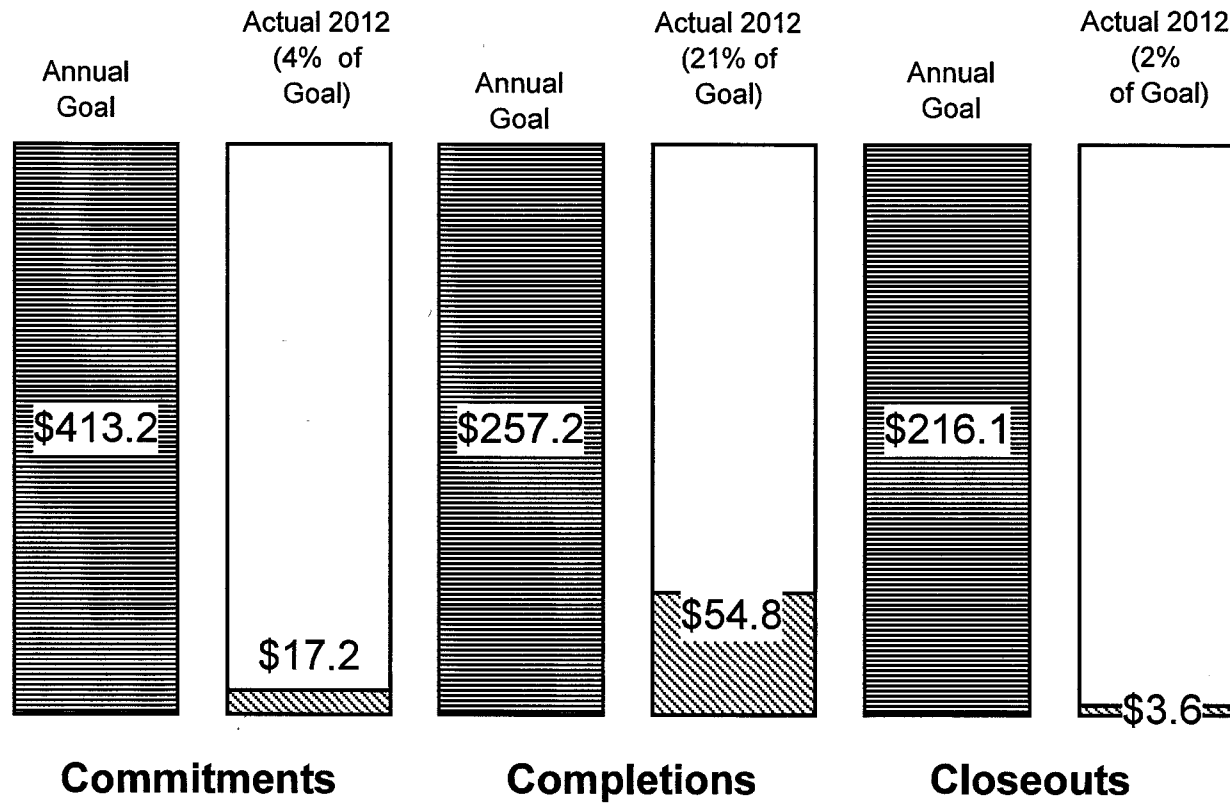 Annual
Goal
Actual 2012
(4% of
Goal)
Annual
Goal
Actual 2012
(21% of
Goal)
Annual
Goal
Actual 2012
(2%
of Goal)
$413.2
$17.2
$257.2
$54.8
$216.1
$3.6
Commitments
Completions
Closeouts